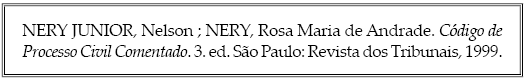 NERY JUNIOR, Nelson ; NERY, Rosa Maria de Andrade. Código de
Processo Civil Comentado. 3. ed. São Paulo: Revista dos Tribunais, 1999.